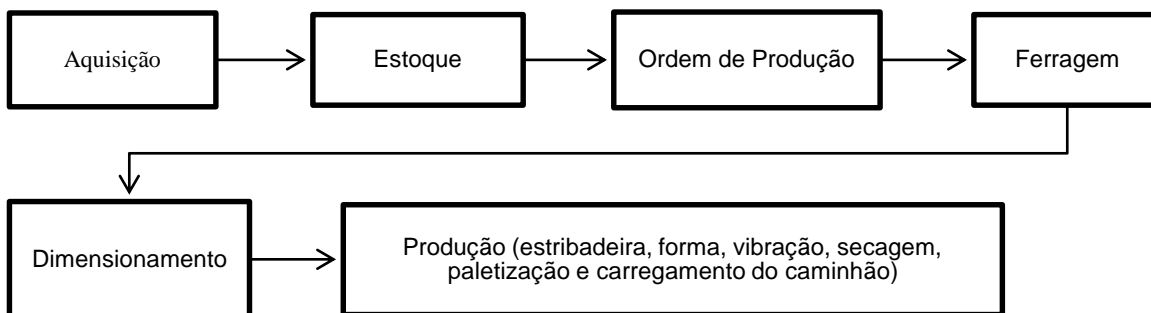 Aquisição
Estoque
Ordem de Produção
Ferragem
Dimensionamento
Produção (estribadeira, forma, vibração, secagem,
paletização e carregamento do caminhão)